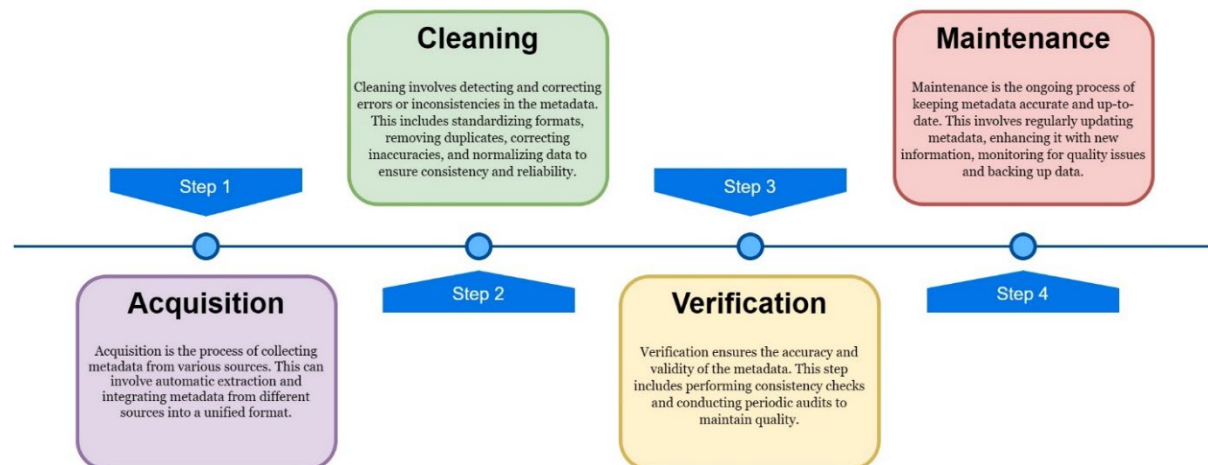 Step 1
Acquisition
Acquisition is the process of collecting
metadata from various sources. This can
involve automatic extraction and
integrating metadata from different
sources into a unified format.
Cleaning
Cleaning involves detecting and correcting
errors or inconsistencies in the metadata.
This includes standardizing formats,
removing duplicates, correcting
inaccuracies, and normalizing data to
ensure consistency and reliability.
Step 2
Step 3
Verification
Verification ensures the accuracy and
validity of the metadata. This step
includes performing consistency checks
and conducting periodic audits to
maintain quality.
Maintenance
Maintenance is the ongoing process of
keeping metadata accurate and up-to-
date. This involves regularly updating
metadata, enhancing it with new
information, monitoring for quality issues
and backing up data.
Step 4